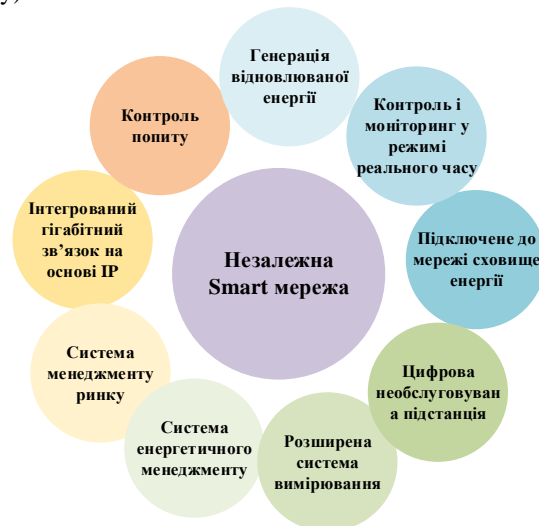 у)
Генерація
відновлюваної
енергії
Контроль і
моніторинг у
режимі
реального часу
Підключене до
мережі сховище
енергії
Цифрова
необслуговуван
а підстанція
Розширена
система
вимірювання
Система
енергетичного
менеджменту
Система
менеджменту
ринку
Інтегрований
гігабітний
зв’язок на
основі IP
Контроль
попиту
Незалежна
Smart мережа